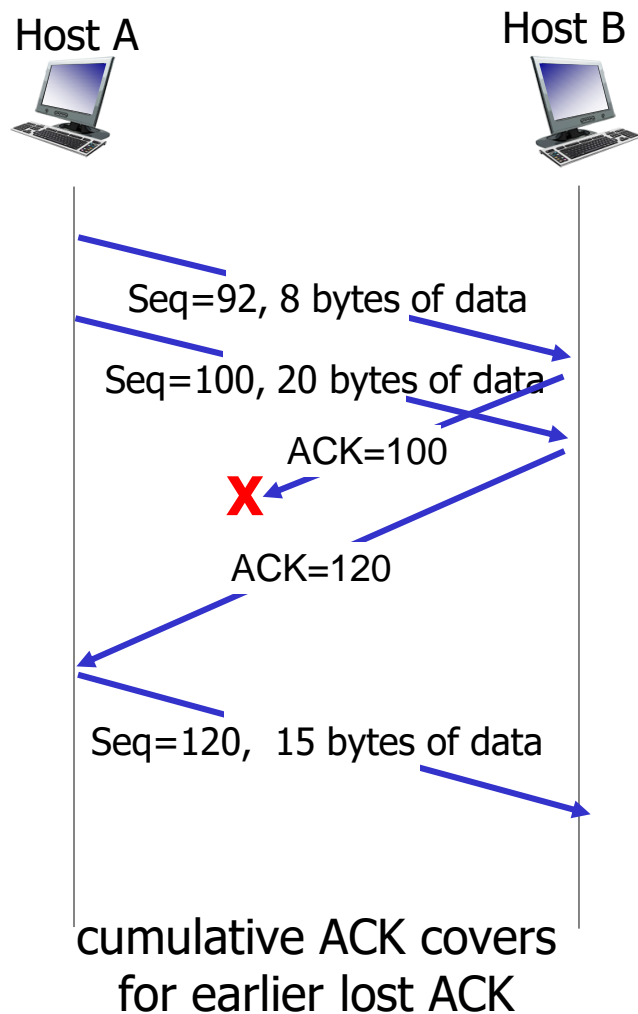 Host A
Host B
Seq=92, 8 bytes of data
Seq=100, 20 bytes of data
ACK=100
X
ACK=120
Seq=120, 15 bytes of data
cumulative ACK covers
for earlier lost ACK